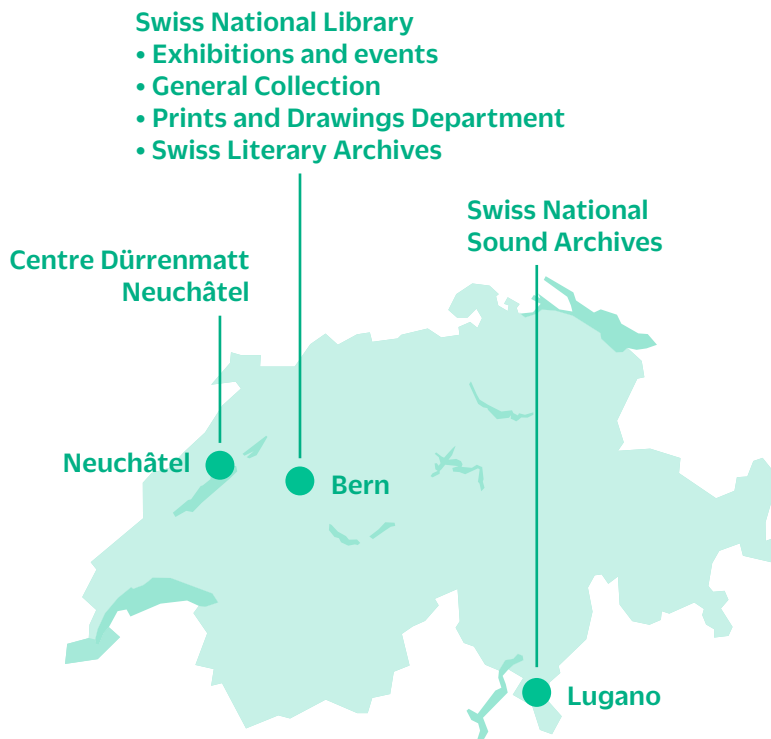 Swiss National Library
• Exhibitions and events
• General Collection
• Prints and Drawings Department
• Swiss Literary Archives
Swiss National
Sound Archives
Centre Dürrenmatt
Neuchâtel
Neuchâtel
Bern
Lugano